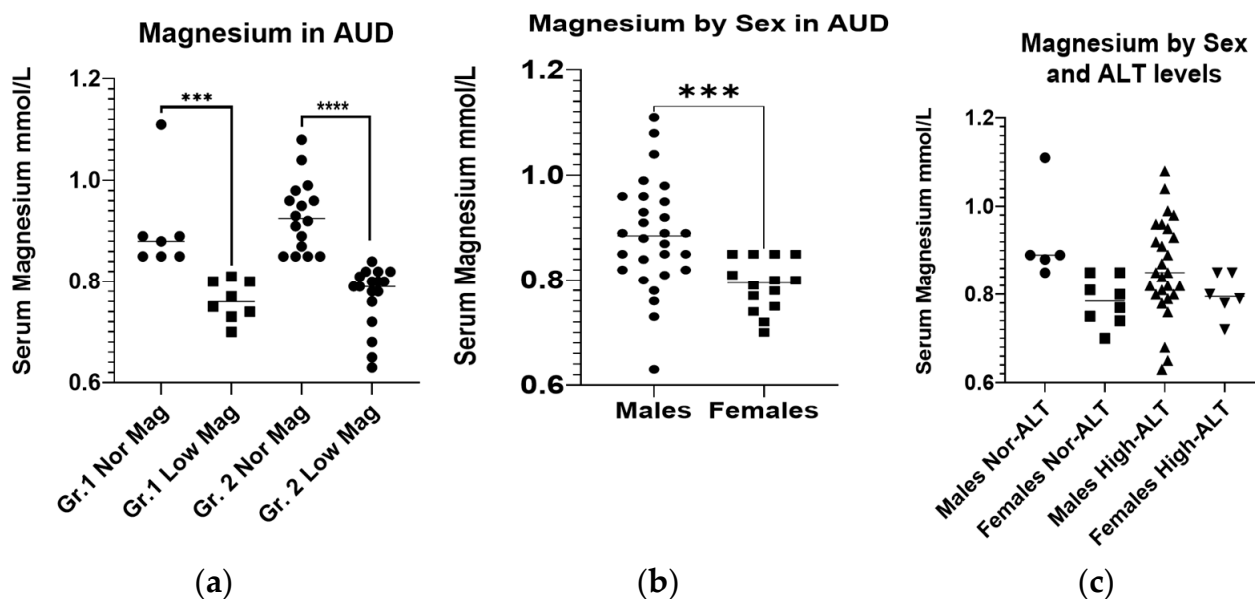 Magnesium in AUD
Serum Magnesium mmol/L
1.2
1.0
0.8
0.6
***
****
Gr.1 Nor Mag
Gr.1 Low Mag
Gr. 2 Nor Mag
Gr. 2 Low Mag
(a)
Magnesium by Sex in AUD
Serum Magnesium mmol/L
1.2
1.0
0.8
0.6
***
Males
Females
(b)
Magnesium by Sex
and ALT levels
Serum Magnesium mmol/L
1.2
1.0
0.8
0.6
Males Nor-ALT
Females Nor-ALT
Males High-ALT
Females High-ALT
(c)